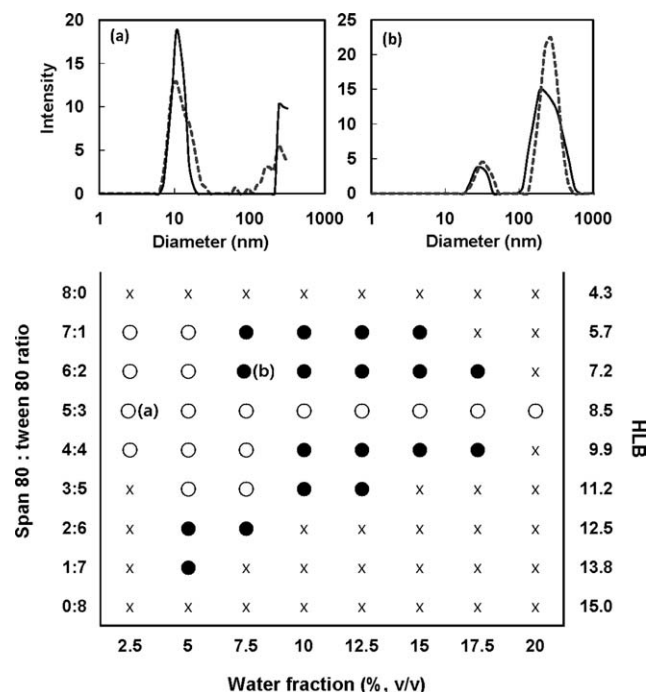 (a)
20
15
10
5
0
Intensity
1 10 100 1000
Diameter (nm)
(b)
25
20
15
10
5
0
1 10 100 1000
Diameter (nm)
Span 80 : tween 80 ratio
HLB
8:0 x x x x x x x x 4.3
7:1 x x 5.7
6:2 (b) x 7.2
5:3 (a) 8.5
4:4 x 9.9
3:5 x x x x 11.2
2:6 x x x x x x 12.5
1:7 x x x x x x x 13.8
0:8 x x x x x x x x 15.0
2.5 5 7.5 10 12.5 15 17.5 20
Water fraction (%, v/v)